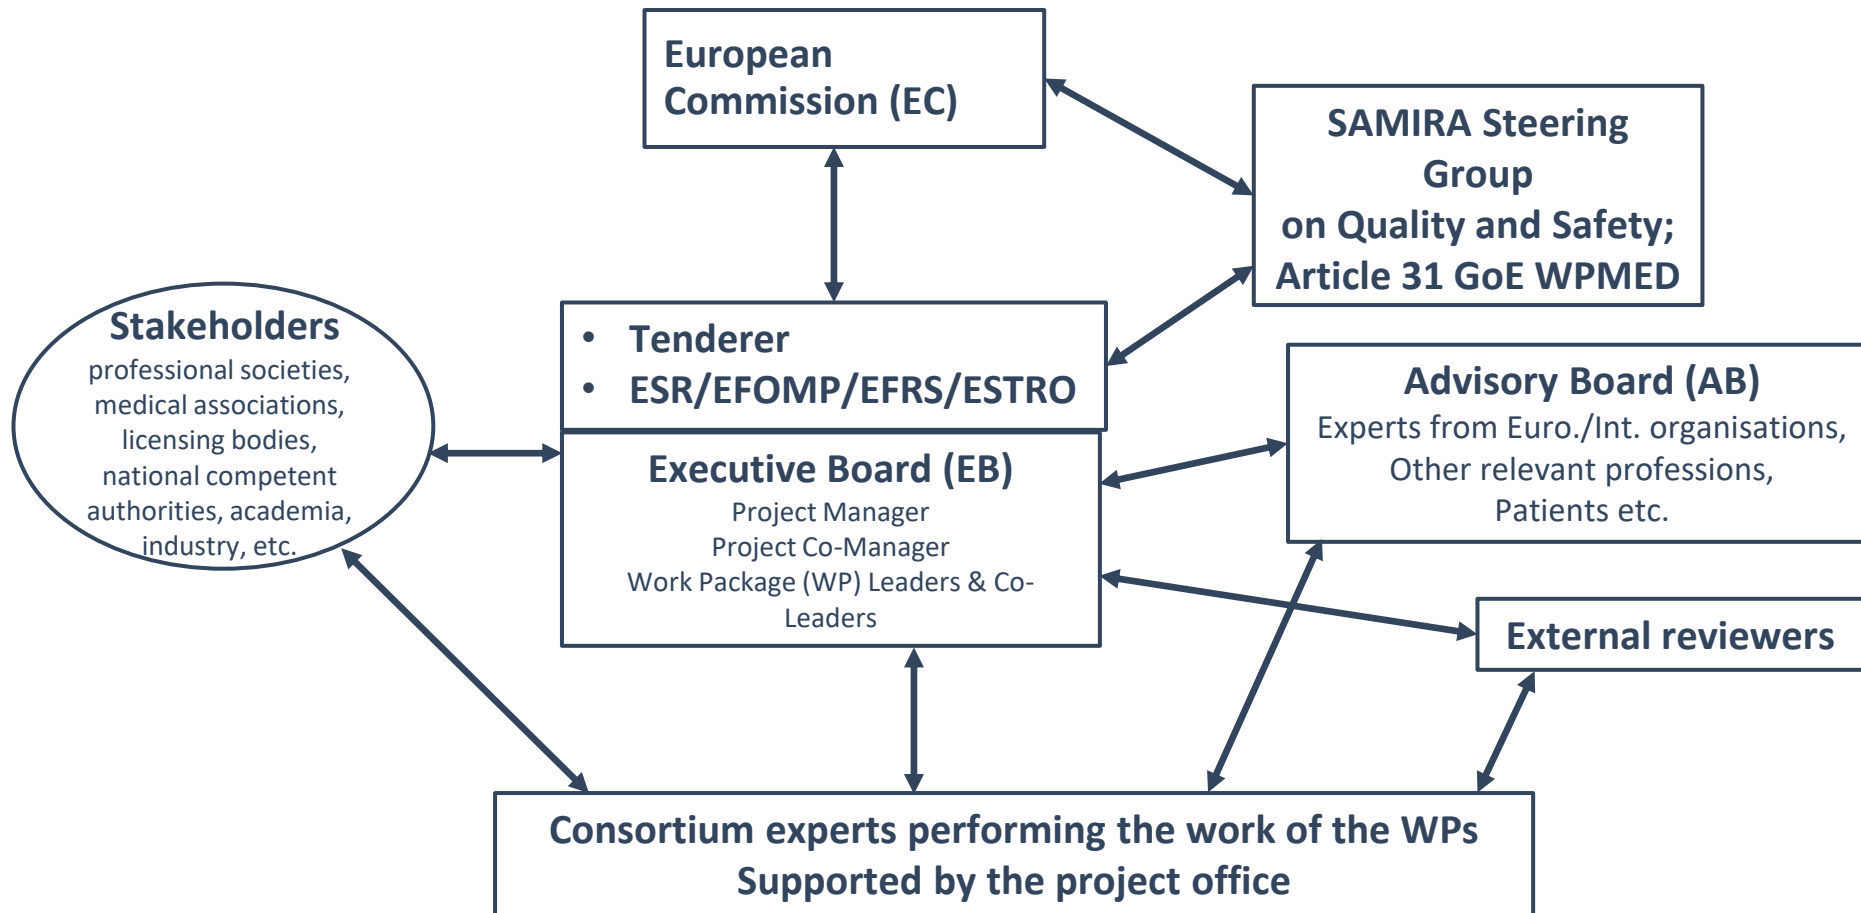 European
Commission (EC)
SAMIRA Steering
Group
on Quality and Safety;
Article 31 GoE WPMED
Stakeholders
professional societies,
medical associations,
licensing bodies,
national competent
authorities, academia,
industry, etc.
• Tenderer
• ESR/EFOMP/EFRS/ESTRO
Executive Board (EB)
Project Manager
Project Co-Manager
Work Package (WP) Leaders & Co-
Leaders
Advisory Board (AB)
Experts from Euro./Int. organisations,
Other relevant professions,
Patients etc.
External reviewers
Consortium experts performing the work of the WPs
Supported by the project office